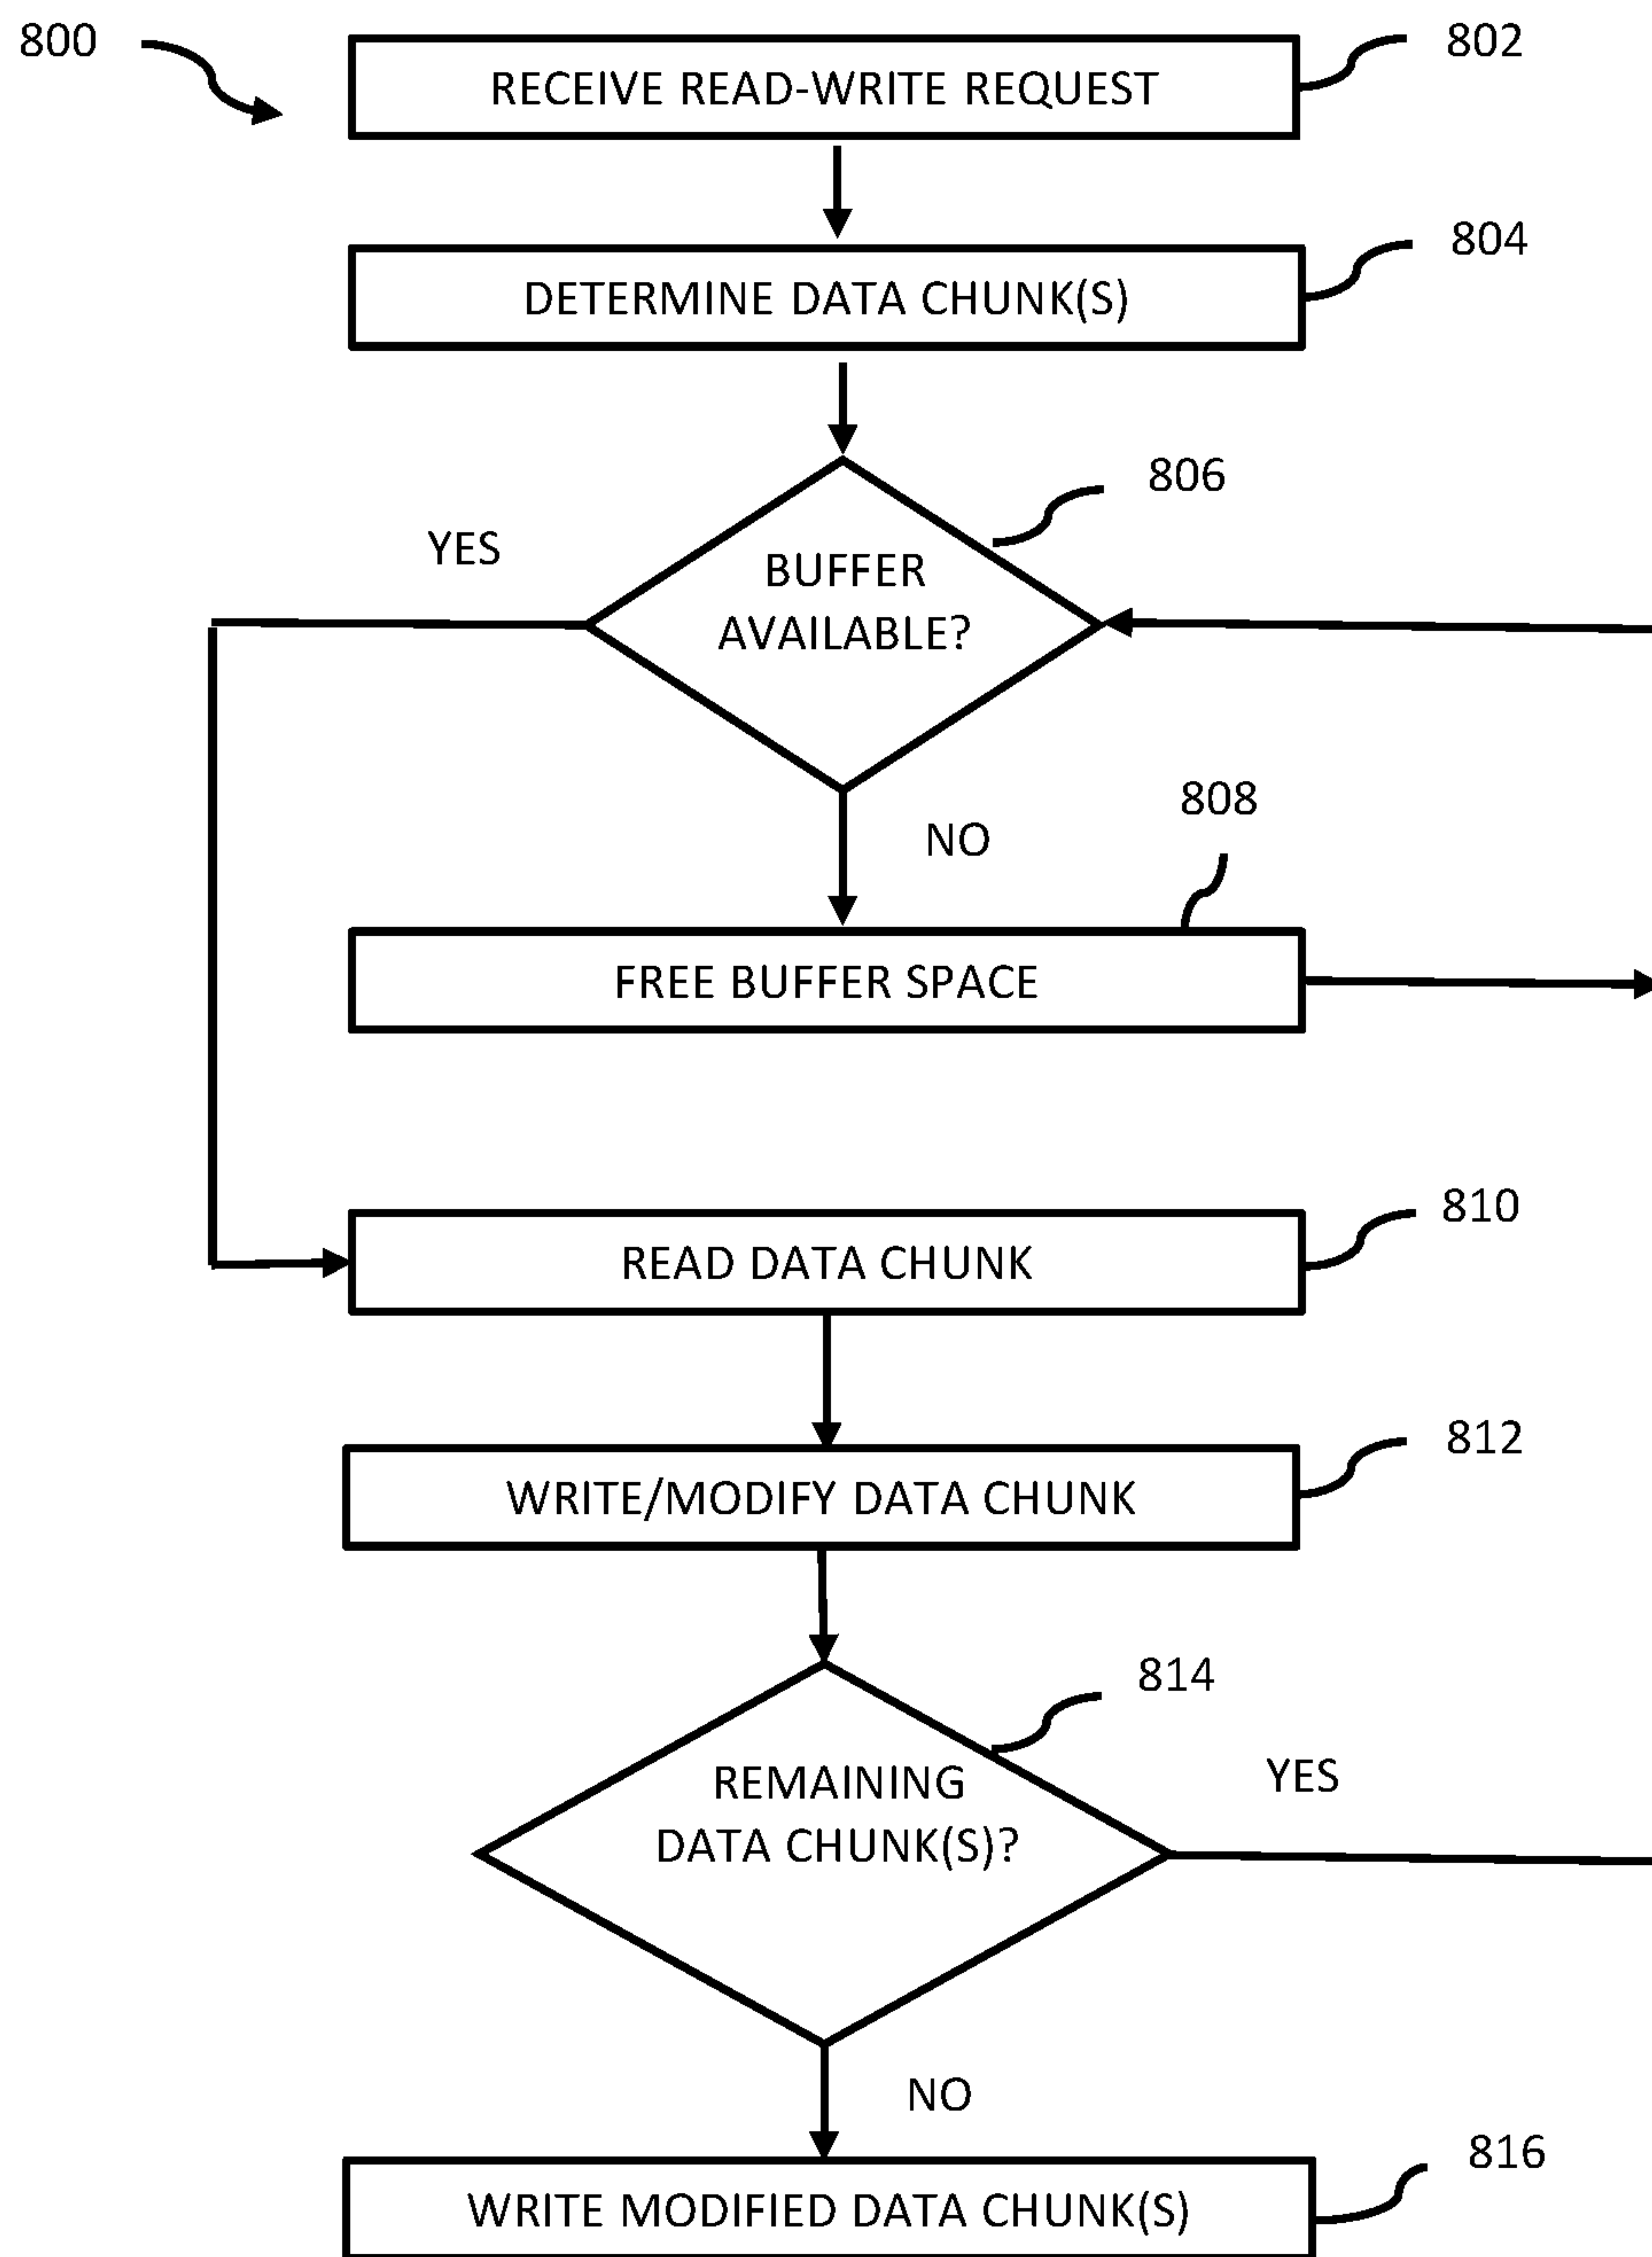 800
802
RECEIVE READ-WRITE REQUEST
804
DETERMINE DATA CHUNK(S)
806
YES
BUFFER
AVAILABLE?
808
NO
FREE BUFFER SPACE
810
READ DATA CHUNK
812
WRITE/MODIFY DATA CHUNK
814
YES
REMAINING
DATA CHUNK(S)?
NO
816
WRITE MODIFIED DATA CHUNK(S)